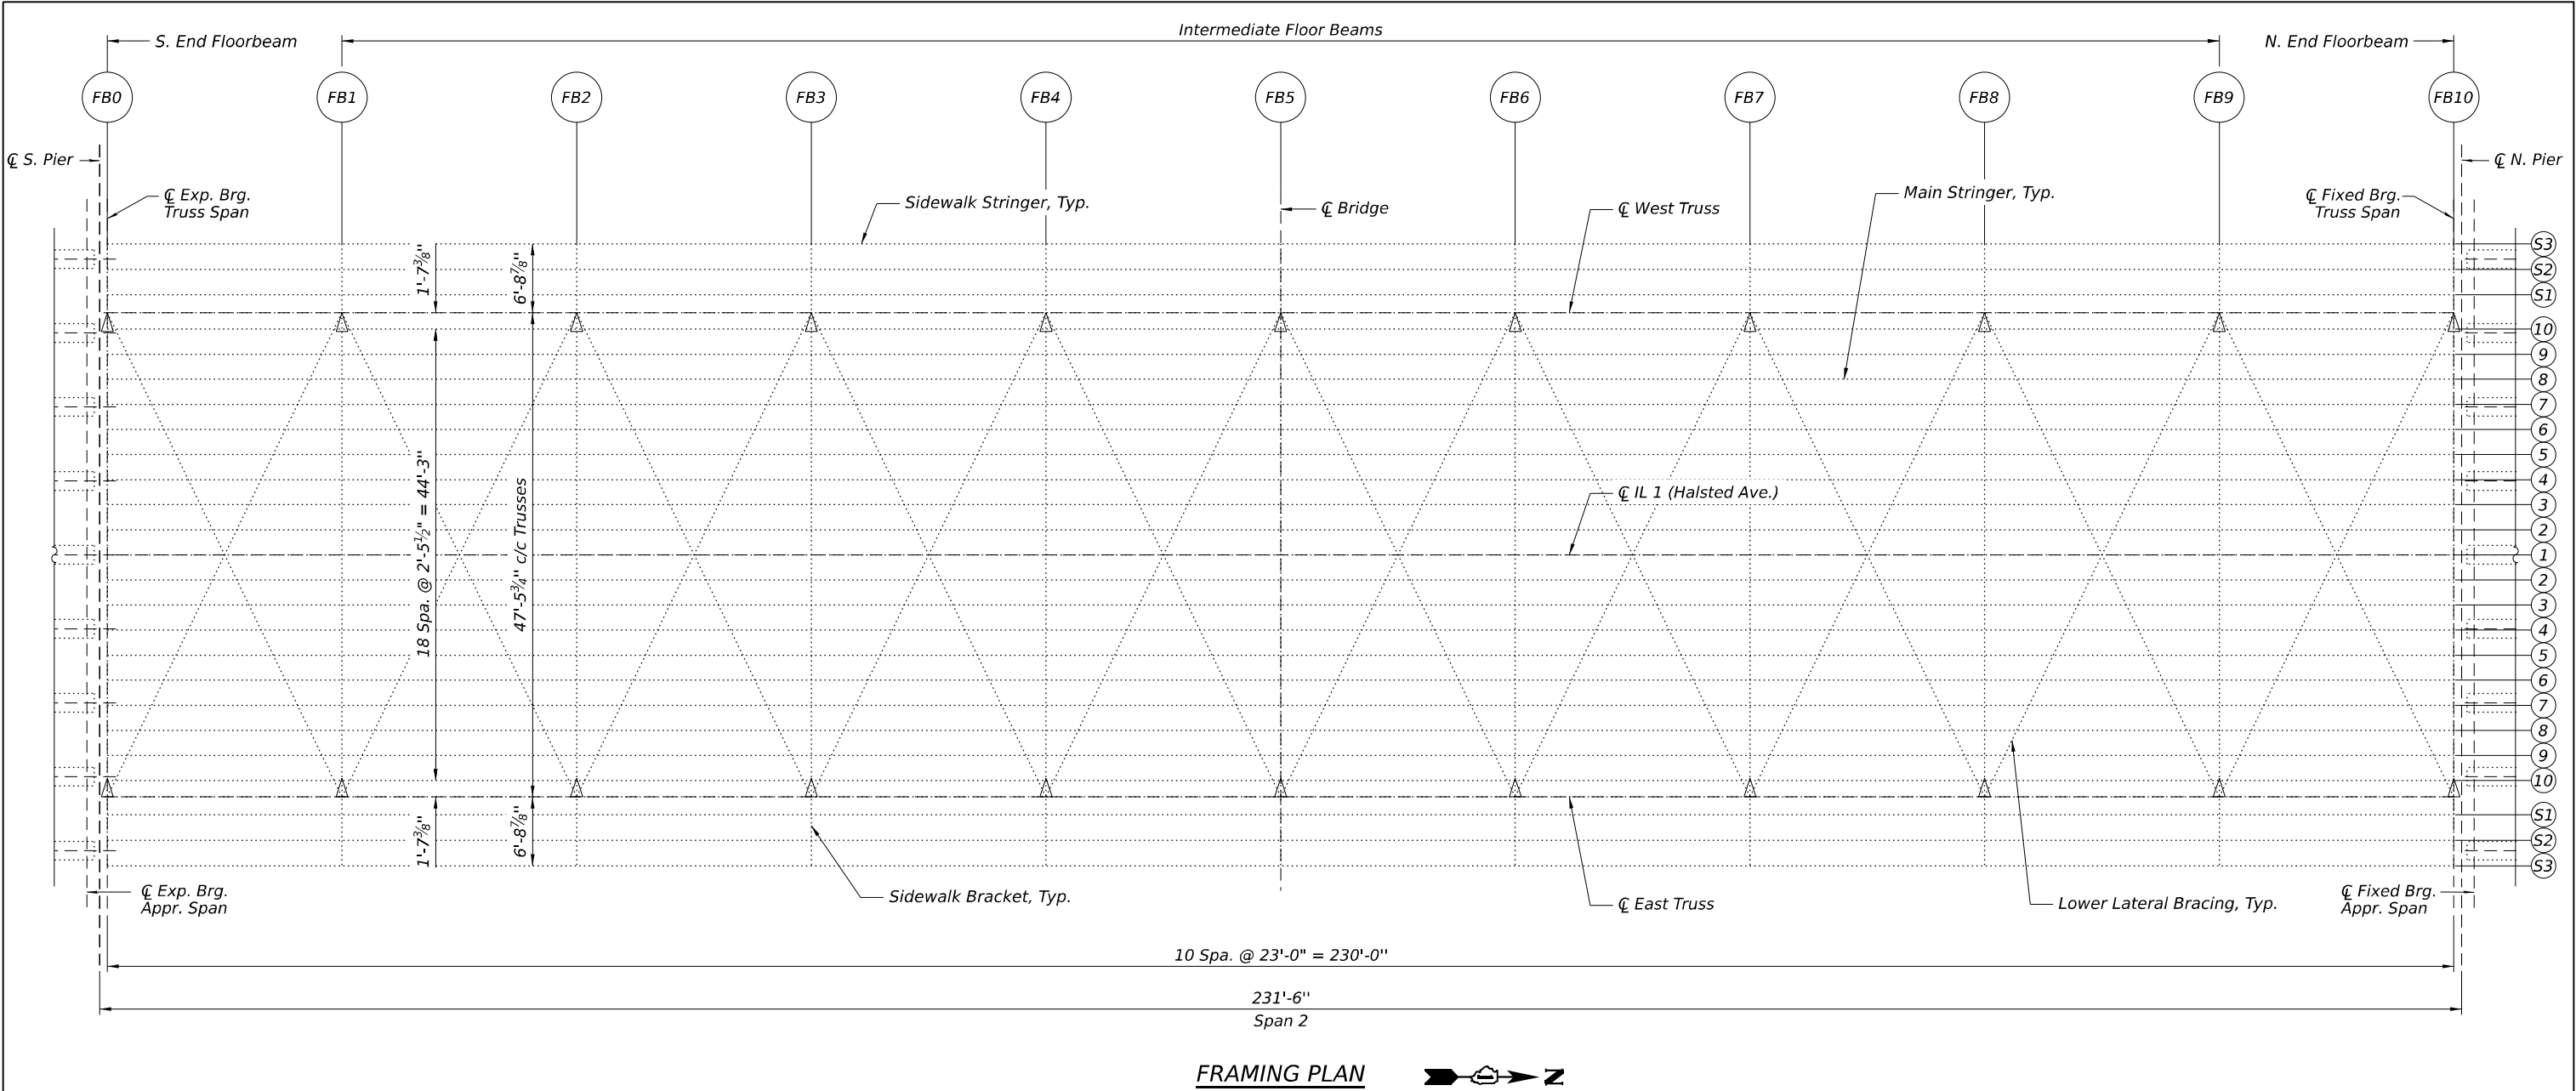 Intermediate Floor Beams
S. End Floorbeam
N. End Floorbeam
FB0
FB1
FB2
FB3
FB4
FB5
FB6
FB7
FB8
FB9
FB10
℄ S. Pier
℄ N. Pier
℄ Exp. Brg.
Truss Span
Sidewalk Stringer, Typ.
℄ Bridge
℄ West Truss
Main Stringer, Typ.
℄ Fixed Brg.
Truss Span
1'-7⅜"
6'-8⅞"
S3
S2
S1
10
9
8
7
6
5
4
3
2
1
2
3
4
5
6
7
8
9
10
S1
S2
S3
18 Spa. @ 2'-5½" = 44'-3"
47'-5¾" c/c Trusses
℄ IL 1 (Halsted Ave.)
1'-7⅜"
6'-8⅞"
℄ Exp. Brg.
Appr. Span
Sidewalk Bracket, Typ.
℄ East Truss
Lower Lateral Bracing, Typ.
℄ Fixed Brg.
Appr. Span
10 Spa. @ 23'-0" = 230'-0"
231'-6"
Span 2
FRAMING PLAN
N